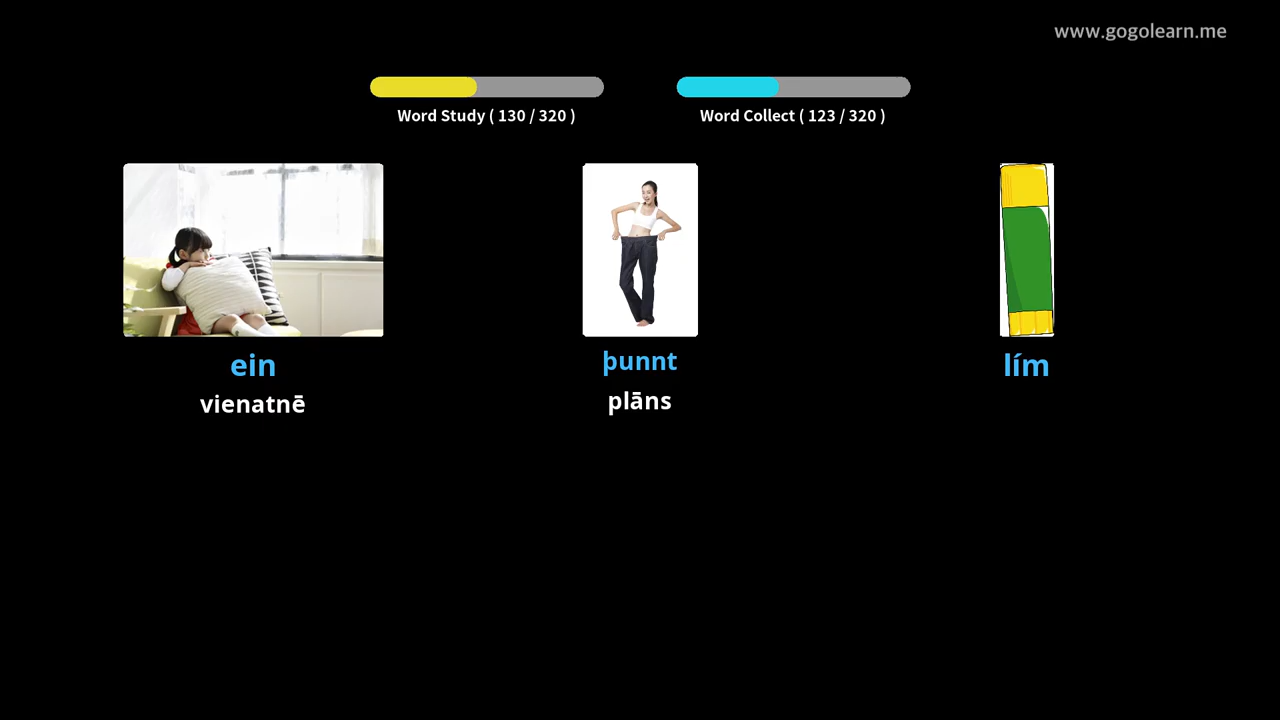 www.gogolearn.me
Word Study ( 130 / 320 )
Word Collect ( 123 / 320 )
ein
vienatnē
þunnt
plāns
lím